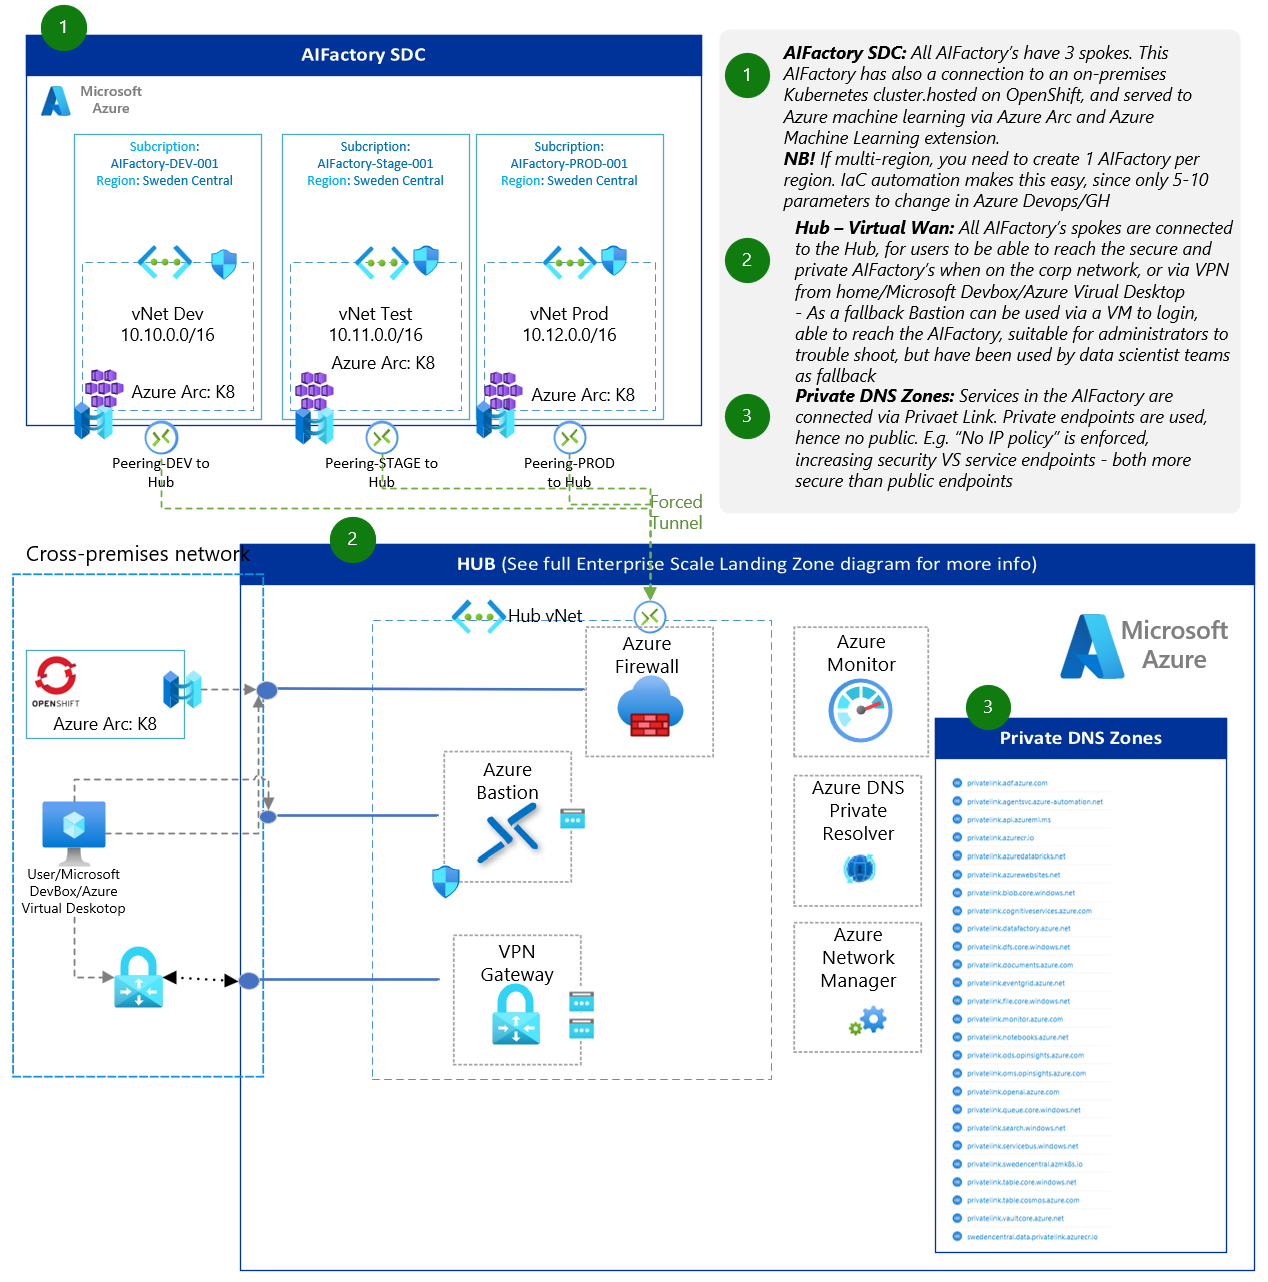 1
AIFactory SDC
Microsoft
Azure
Subcription:
AIFactory-DEV-001
Region: Sweden Central
Subcription:
AIFactory-Stage-001
Region: Sweden Central
Subcription:
AIFactory-PROD-001
Region: Sweden Central
vNet Dev
10.10.0.0/16
Azure Arc: K8
vNet Test
10.11.0.0/16
Azure Arc: K8
vNet Prod
10.12.0.0/16
Azure Arc: K8
Peering-DEV to
Hub
Peering-STAGE to
Hub
Peering-PROD
to Hub
Forced
Tunnel
1
AIFactory SDC: All AIFactory's have 3 spokes. This
AIFactory has also a connection to an on-premises
Kubernetes cluster.hosted on OpenShift, and served to
Azure machine learning via Azure Arc and Azure
Machine Learning extension.
NB! If multi-region, you need to create 1 AIFactory per
region. IaC automation makes this easy, since only 5-10
parameters to change in Azure Devops/GH
2
Hub – Virtual Wan: All AIFactory's spokes are connected
to the Hub, for users to be able to reach the secure and
private AIFactory's when on the corp network, or via VPN
from home/Microsoft Devbox/Azure Virual Desktop
- As a fallback Bastion can be used via a VM to login,
able to reach the AIFactory, suitable for administrators to
trouble shoot, but have been used by data scientist teams
as fallback
3
Private DNS Zones: Services in the AIFactory are
connected via Privaet Link. Private endpoints are used,
hence no public. E.g. “No IP policy” is enforced,
increasing security VS service endpoints - both more
secure than public endpoints
2
Cross-premises network
HUB (See full Enterprise Scale Landing Zone diagram for more info)
OPENSHIFT
Azure Arc: K8
User/Microsoft
DevBox/Azure
Virtual Deskotop
Hub vNet
Azure
Firewall
Azure
Bastion
VPN
Gateway
Azure
Monitor
Azure DNS
Private
Resolver
Azure
Network
Manager
Microsoft
Azure
3
Private DNS Zones
privatelink.adf.azure.com
privatelink.agentsvc.azure-automation.net
privatelink.api.azureml.ms
privatelink.azurecr.io
privatelink.azuredatabricks.net
privatelink.azurewebsites.net
privatelink.blob.core.windows.net
privatelink.cognitiveservices.azure.com
privatelink.datafactory.azure.net
privatelink.dfs.core.windows.net
privatelink.documents.azure.com
privatelink.eventgrid.azure.net
privatelink.file.core.windows.net
privatelink.monitor.azure.com
privatelink.notebooks.azure.net
privatelink.ods.opinsights.azure.com
privatelink.oms.opinsights.azure.com
privatelink.openai.azure.com
privatelink.queue.core.windows.net
privatelink.search.windows.net
privatelink.servicebus.windows.net
privatelink.swedencentral.azmk8s.io
privatelink.table.core.windows.net
privatelink.table.cosmos.azure.com
privatelink.vaultcore.azure.net
swedencentral.data.privatelink.azurecr.io